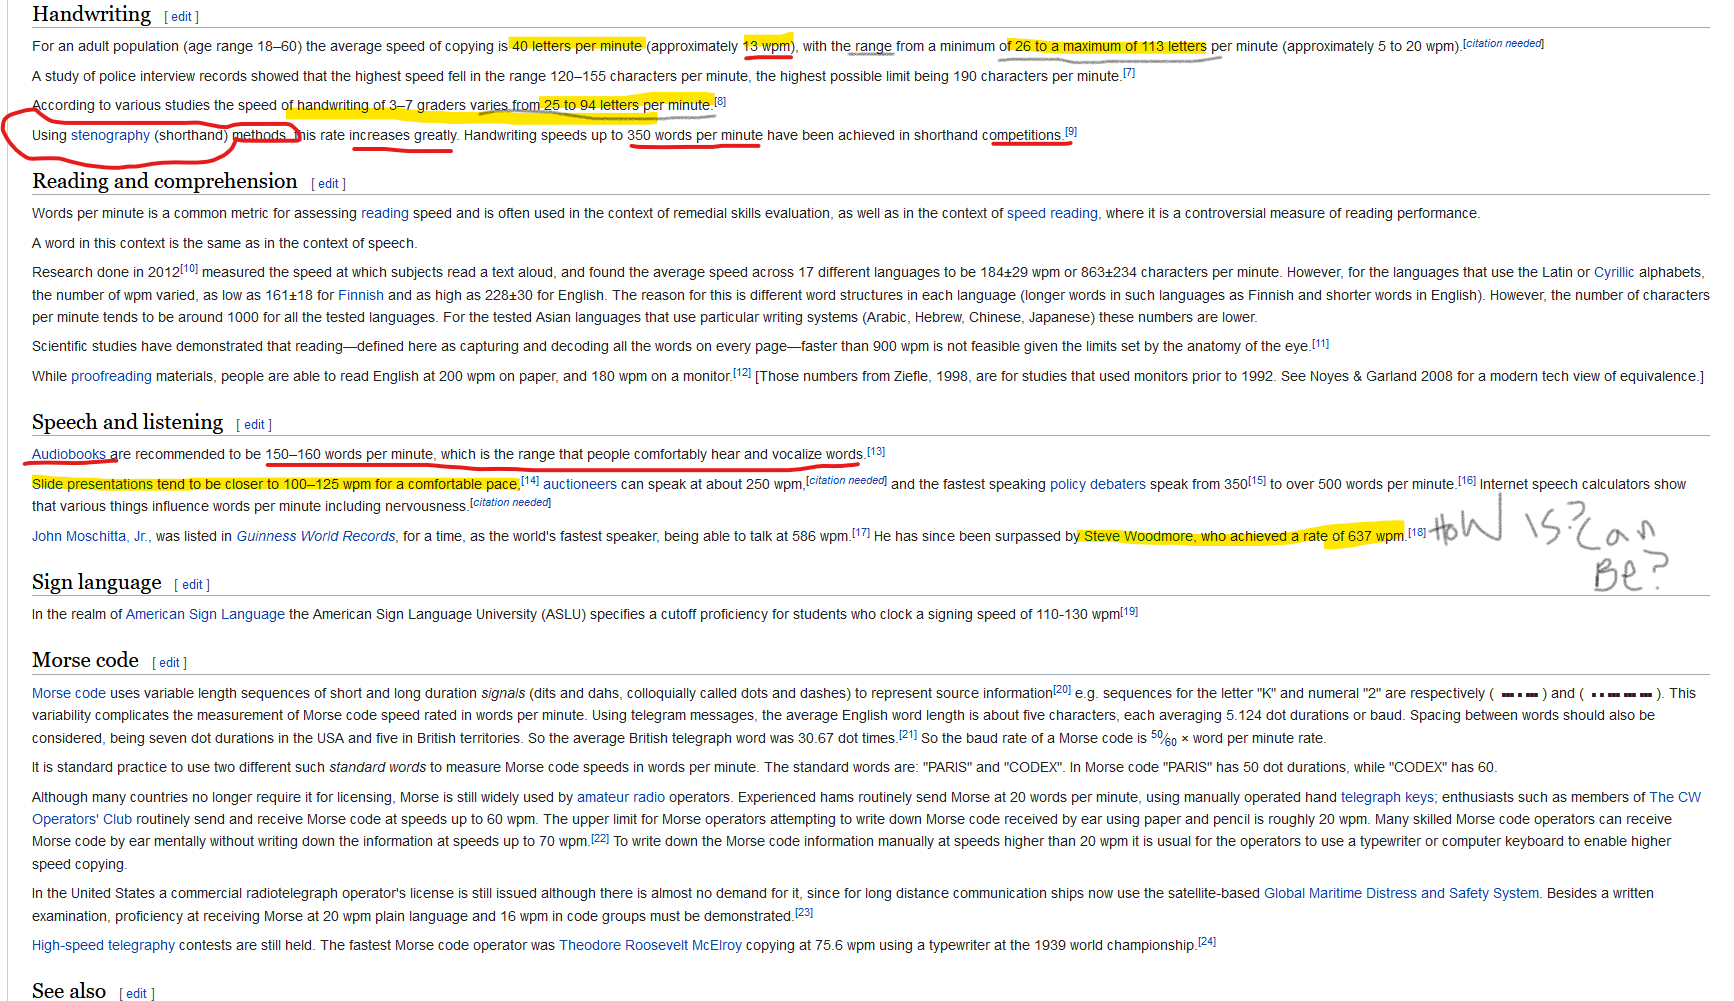 Handwriting [ edit ]
For an adult population (age range 18–60) the average speed of copying is 40 letters per minute (approximately 13 wpm), with the range from a minimum of 26 to a maximum of 113 letters per minute (approximately 5 to 20 wpm).[citation needed]
A study of police interview records showed that the highest speed fell in the range 120–155 characters per minute, the highest possible limit being 190 characters per minute.[7]
According to various studies the speed of handwriting of 3–7 graders varies from 25 to 94 letters per minute.[8]
Using stenography (shorthand) methods, this rate increases greatly. Handwriting speeds up to 350 words per minute have been achieved in shorthand competitions.[9]
Reading and comprehension [ edit ]
Words per minute is a common metric for assessing reading speed and is often used in the context of remedial skills evaluation, as well as in the context of speed reading, where it is a controversial measure of reading performance.
A word in this context is the same as in the context of speech.
Research done in 2012[10] measured the speed at which subjects read a text aloud, and found the average speed across 17 different languages to be 184±29 wpm or 863±234 characters per minute. However, for the languages that use the Latin or Cyrillic alphabets,
the number of wpm varied, as low as 161±18 for Finnish and as high as 228±30 for English. The reason for this is different word structures in each language (longer words in such languages as Finnish and shorter words in English). However, the number of characters
per minute tends to be around 1000 for all the tested languages. For the tested Asian languages that use particular writing systems (Arabic, Hebrew, Chinese, Japanese) these numbers are lower.
Scientific studies have demonstrated that reading—defined here as capturing and decoding all the words on every page—faster than 900 wpm is not feasible given the limits set by the anatomy of the eye.[11]
While proofreading materials, people are able to read English at 200 wpm on paper, and 180 wpm on a monitor.[12] [Those numbers from Ziefle, 1998, are for studies that used monitors prior to 1992. See Noyes & Garland 2008 for a modern tech view of equivalence.]
Speech and listening [ edit ]
Audiobooks are recommended to be 150–160 words per minute, which is the range that people comfortably hear and vocalize words.[13]
Slide presentations tend to be closer to 100–125 wpm for a comfortable pace,[14] auctioneers can speak at about 250 wpm,[citation needed] and the fastest speaking policy debaters speak from 350[15] to over 500 words per minute.[16] Internet speech calculators show
that various things influence words per minute including nervousness.[citation needed]
John Moschitta, Jr., was listed in Guinness World Records, for a time, as the world's fastest speaker, being able to talk at 586 wpm.[17] He has since been surpassed by Steve Woodmore, who achieved a rate of 637 wpm.[18] HOW IS? Can
Be?
Sign language [ edit ]
In the realm of American Sign Language the American Sign Language University (ASLU) specifies a cutoff proficiency for students who clock a signing speed of 110-130 wpm[19]
Morse code [ edit ]
Morse code uses variable length sequences of short and long duration signals (dits and dahs, colloquially called dots and dashes) to represent source information[20] e.g. sequences for the letter "K" and numeral "2" are respectively ( ▬ ▪ ▬ ) and ( ▪ ▪ ▬ ▬ ▬ ). This
variability complicates the measurement of Morse code speed rated in words per minute. Using telegram messages, the average English word length is about five characters, each averaging 5.124 dot durations or baud. Spacing between words should also be
considered, being seven dot durations in the USA and five in British territories. So the average British telegraph word was 30.67 dot times.[21] So the baud rate of a Morse code is 50⁄60 × word per minute rate.
It is standard practice to use two different such standard words to measure Morse code speeds in words per minute. The standard words are: "PARIS" and "CODEX". In Morse code "PARIS" has 50 dot durations, while "CODEX" has 60.
Although many countries no longer require it for licensing, Morse is still widely used by amateur radio operators. Experienced hams routinely send Morse at 20 words per minute, using manually operated hand telegraph keys; enthusiasts such as members of The CW
Operators' Club routinely send and receive Morse code at speeds up to 60 wpm. The upper limit for Morse operators attempting to write down Morse code received by ear using paper and pencil is roughly 20 wpm. Many skilled Morse code operators can receive
Morse code by ear mentally without writing down the information at speeds up to 70 wpm.[22] To write down the Morse code information manually at speeds higher than 20 wpm it is usual for the operators to use a typewriter or computer keyboard to enable higher
speed copying.
In the United States a commercial radiotelegraph operator's license is still issued although there is almost no demand for it, since for long distance communication ships now use the satellite-based Global Maritime Distress and Safety System. Besides a written
examination, proficiency at receiving Morse at 20 wpm plain language and 16 wpm in code groups must be demonstrated.[23]
High-speed telegraphy contests are still held. The fastest Morse code operator was Theodore Roosevelt McElroy copying at 75.6 wpm using a typewriter at the 1939 world championship.[24]
See also [ edit ]